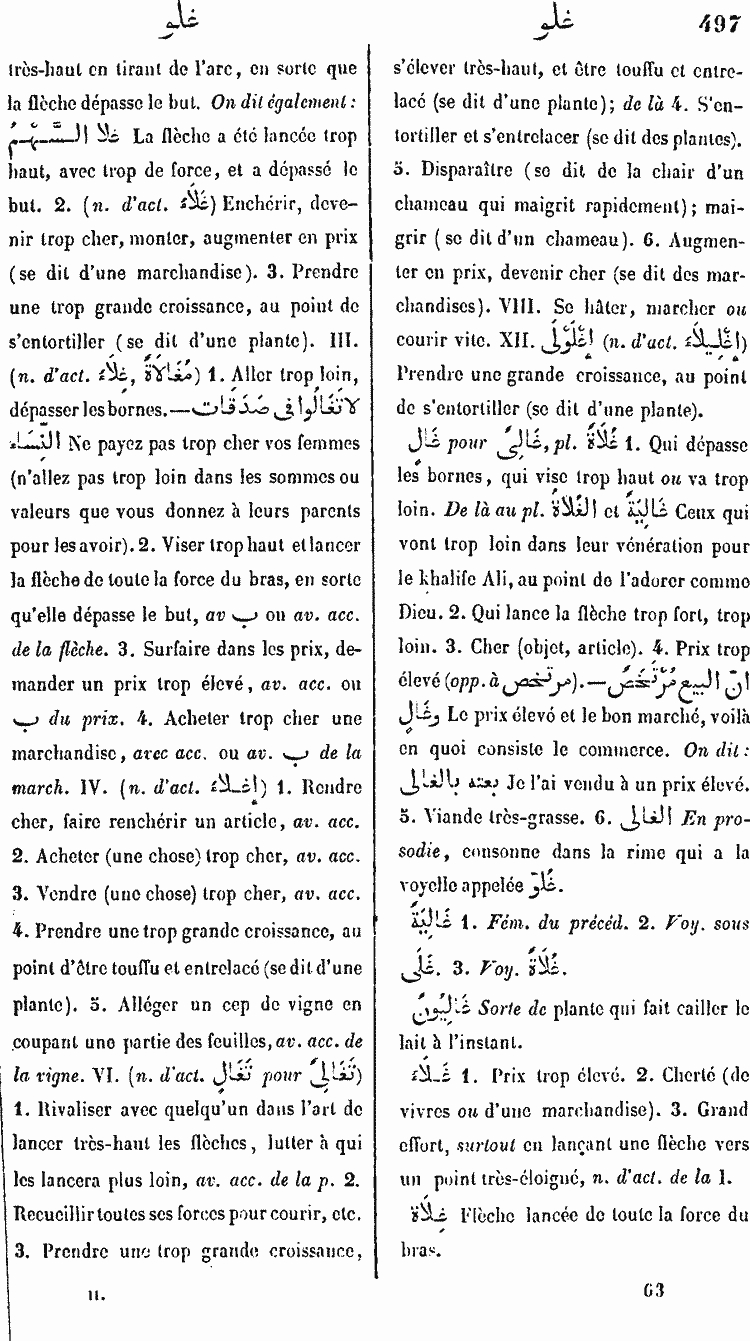 غلو
غلو
497
très-haut en tirant de l'arc, en sorte que
la flèche dépasse le but. On dit également :
غلا السَّهْمُ La flèche a été lancée trop
haut, avec trop de force, et a dépassé le
but. 2. (n. d'act. غَلَاءٌ) Enchérir, deve-
nir trop cher, monter, augmenter en prix
(se dit d'une marchandise). 3. Prendre
une trop grande croissance, au point de
s'entortiller (se dit d'une plante). III.
(n. d'act. غِلَاءٌ, مُغَالَاةٌ) 1. Aller trop loin,
dépasser les bornes.—لا تَغَالُوا فى صَدُقَات
النِّسَاء Ne payez pas trop cher vos femmes
(n'allez pas trop loin dans les sommes ou
valeurs que vous donnez à leurs parents
pour les avoir). 2. Viser trop haut et lancer
la flèche de toute la force du bras, en sorte
qu'elle dépasse le but, av ب ou av. acc.
de la flèche. 3. Surfaire dans les prix, de-
mander un prix trop élevé, av. acc. ou
ب du prix. 4. Acheter trop cher une
marchandise, avec acc. ou av. ب de la
march. IV. (n. d'act. إِغْلَاءٌ) 1. Rendre
cher, faire renchérir un article, av. acc.
2. Acheter (une chose) trop cher, av. acc.
3. Vendre (une chose) trop cher, av. acc.
4. Prendre une trop grande croissance, au
point d'être touffu et entrelacé (se dit d'une
plante). 5. Alléger un cep de vigne en
coupant une partie des feuilles, av. acc. de
la vigne. VI. (n. d'act. تَغَالٍ pour تَغَالِىٌ)
1. Rivaliser avec quelqu'un dans l'art de
lancer très-haut les flèches, lutter à qui
les lancera plus loin, av. acc. de la p. 2.
Recueillir toutes ses forces pour courir, etc.
3. Prendre une trop grande croissance,
II.
s'élever très-haut, et être touffu et entre-
lacé (se dit d'une plante); de là 4. S'en-
tortiller et s'entrelacer (se dit des plantes).
5. Disparaître (se dit de la chair d'un
chameau qui maigrit rapidement); mai-
grir (se dit d'un chameau). 6. Augmen-
ter en prix, devenir cher (se dit des mar-
chandises). VIII. Se hâter, marcher ou
courir vite. XII. إِغْلَوْلَى (n. d'act. إِغْلِيلَاءٌ)
Prendre une grande croissance, au point
de s'entortiller (se dit d'une plante).
غَالٍ pour غَالِىٌ, pl. غُلَاةٌ 1. Qui dépasse
les bornes, qui vise trop haut ou va trop
loin. De là au pl. الغُلَاةُ et غَالِيَةٌ Ceux qui
vont trop loin dans leur vénération pour
le khalife Ali, au point de l'adorer comme
Dieu. 2. Qui lance la flèche trop fort, trop
loin. 3. Cher (objet, article). 4. Prix trop
élevé (opp. à مرتخص).—انّ البيع مُرْتَخَصٌ
وغَالٍ Le prix élevé et le bon marché, voilà
en quoi consiste le commerce. On dit :
بعته بالغالى Je l'ai vendu à un prix élevé.
5. Viande très-grasse. 6. الغالى En pro-
sodie, consonne dans la rime qui a la
voyelle appelée غُلُوّ.
غَالِيَةٌ 1. Fém. du précéd. 2. Voy. sous
غَلَى. 3. Voy. غُلَاةٌ.
غَالِيُونٌ Sorte de plante qui fait cailler le
lait à l'instant.
غَلَاءٌ 1. Prix trop élevé. 2. Cherté (de
vivres ou d'une marchandise). 3. Grand
effort, surtout en lançant une flèche vers
un point très-éloigné, n. d'act. de la I.
غَلَاةٌ Flèche lancée de toute la force du
bras.
63